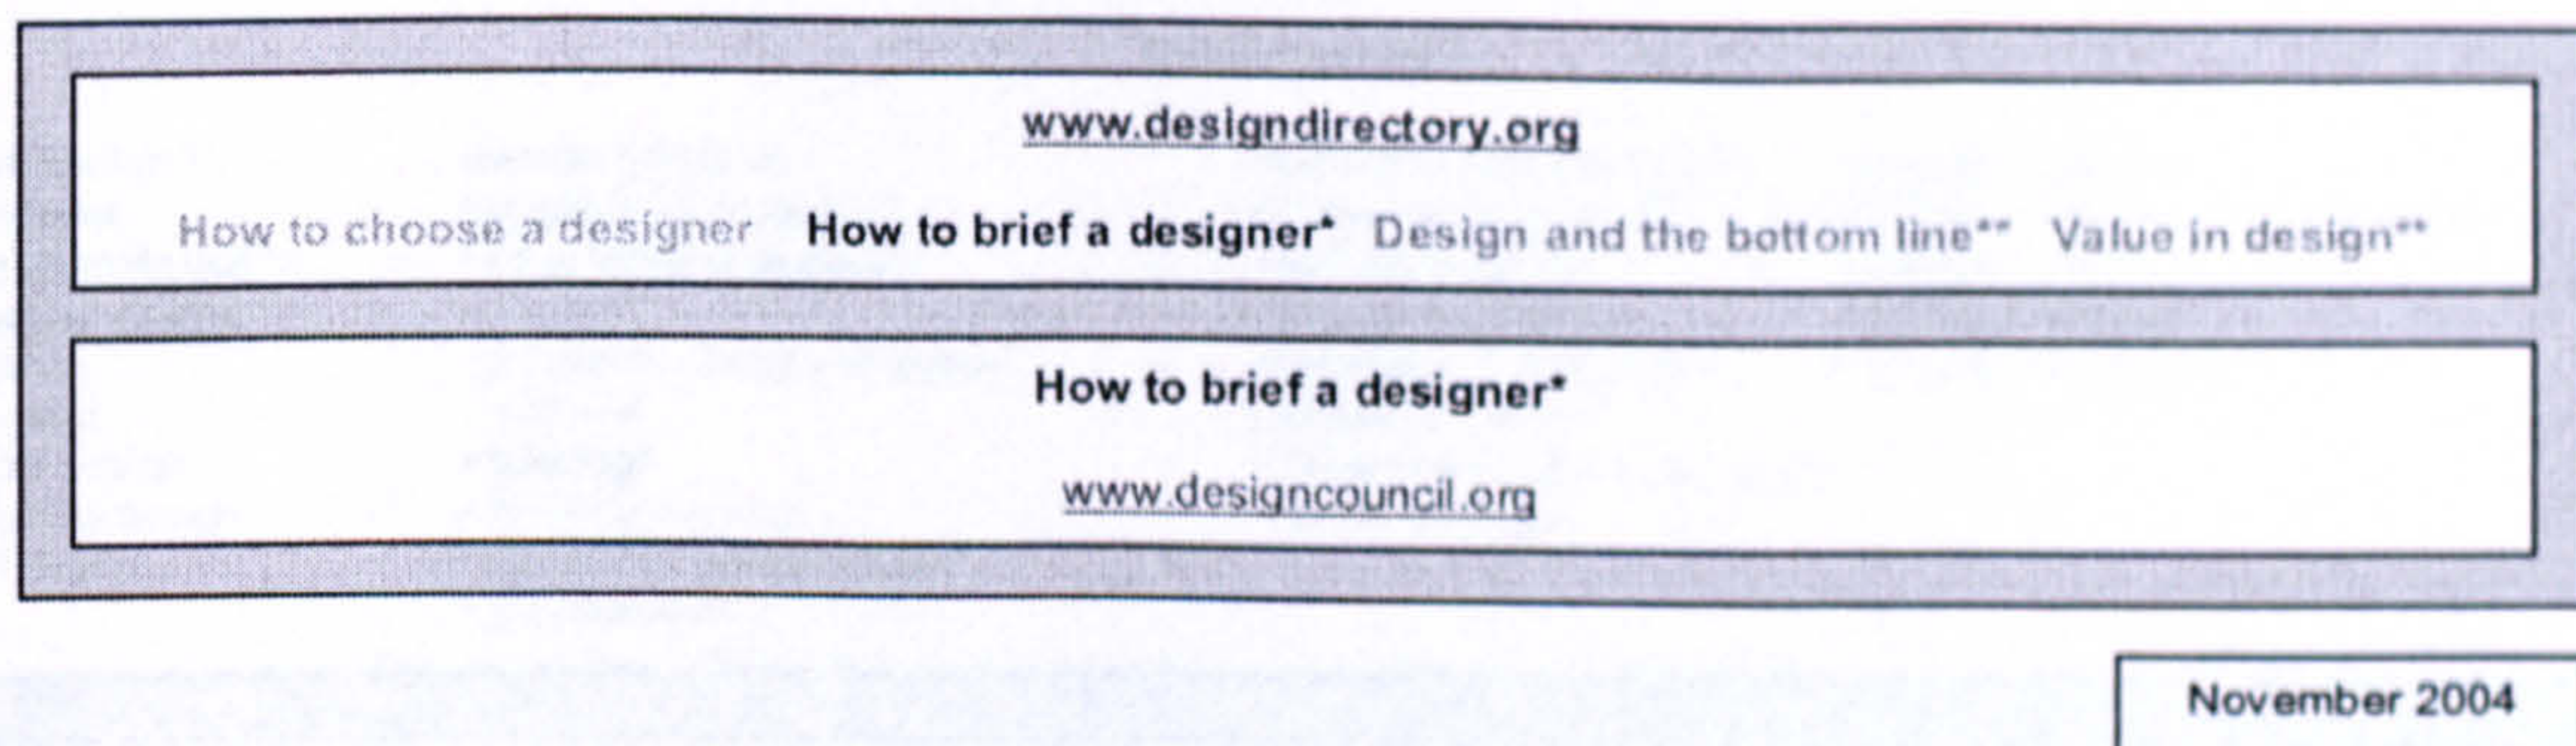 www.designdirectory.org
How to choose a designer How to brief a designer* Design and the bottom line** Value in design**
How to brief a designer*
www.designcouncil.org
November 2004